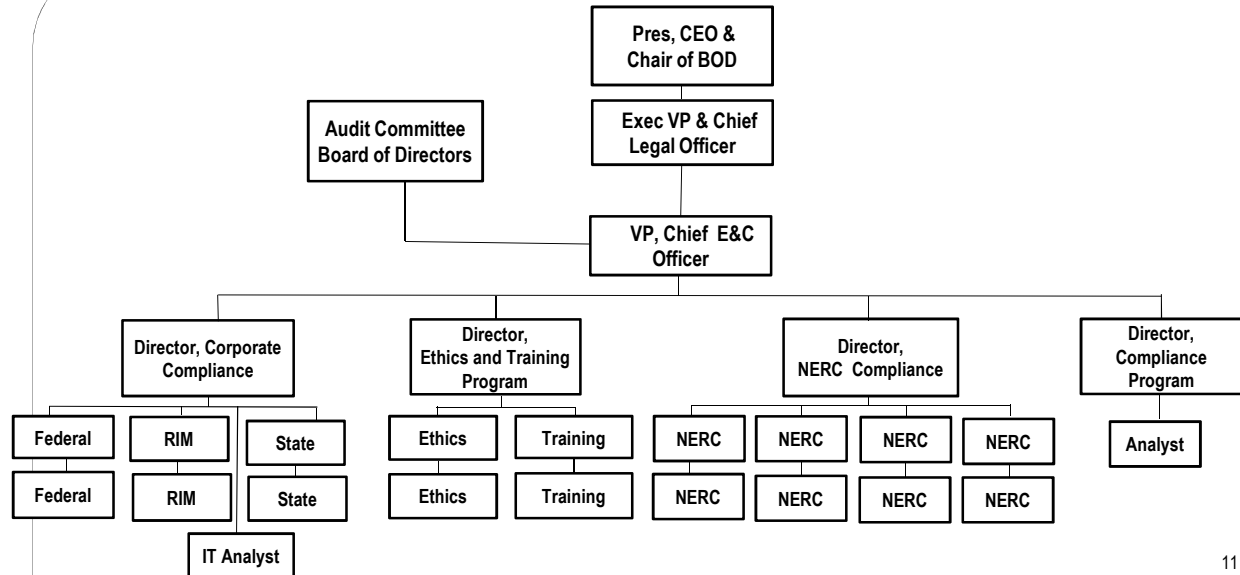 Pres, CEO &
Chair of BOD
Audit Committee
Board of Directors
Exec VP & Chief
Legal Officer
VP, Chief E&C
Officer
Director, Corporate
Compliance
Director,
Ethics and Training
Program
Director,
NERC Compliance
Director,
Compliance
Program
Federal
RIM
State
Ethics
Training
NERC
NERC
NERC
NERC
Analyst
Federal
RIM
State
Ethics
Training
NERC
NERC
NERC
NERC
IT Analyst
11